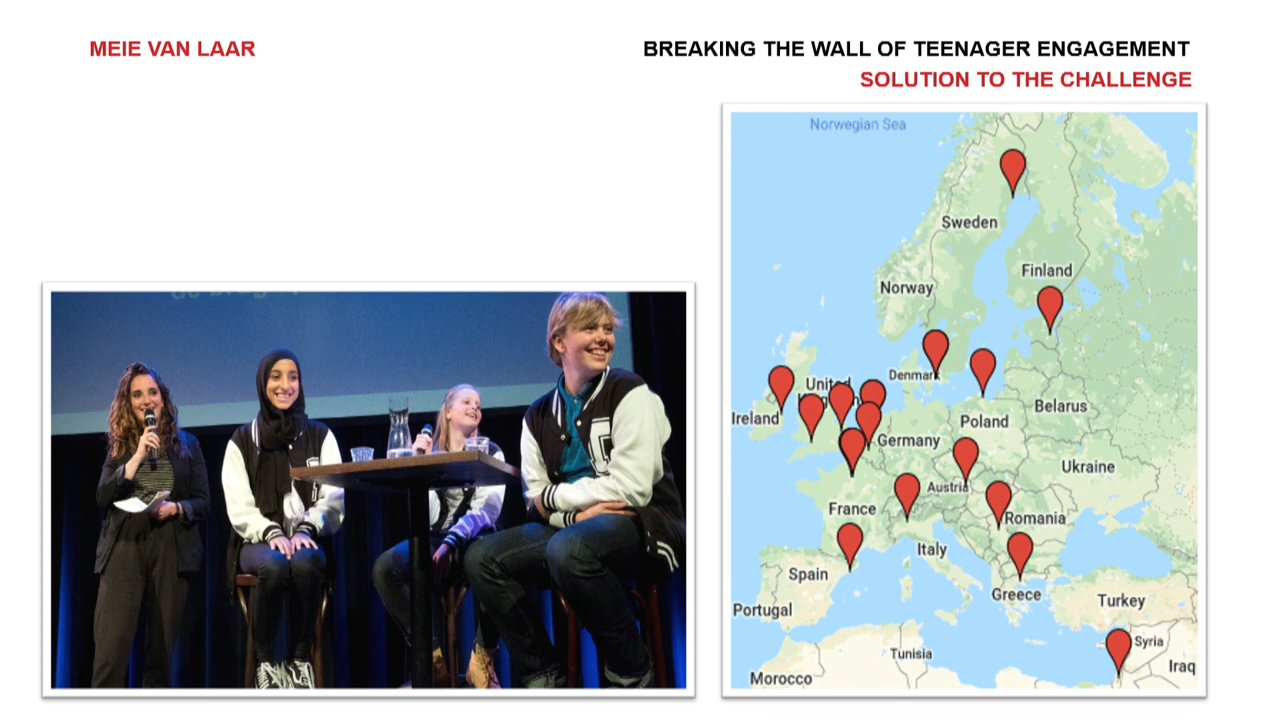 MEIE VAN LAAR
BREAKING THE WALL OF TEENAGER ENGAGEMENT
SOLUTION TO THE CHALLENGE
Norwegian Sea
Sweden
Finland
Norway
Denmark
United
Ireland
Belarus
Poland
Germany
Ukraine
Austria
France
Romania
Italy
Spain
Greece
Portugal
Turkey
Syria
Tunisia
Iraq
Morocco